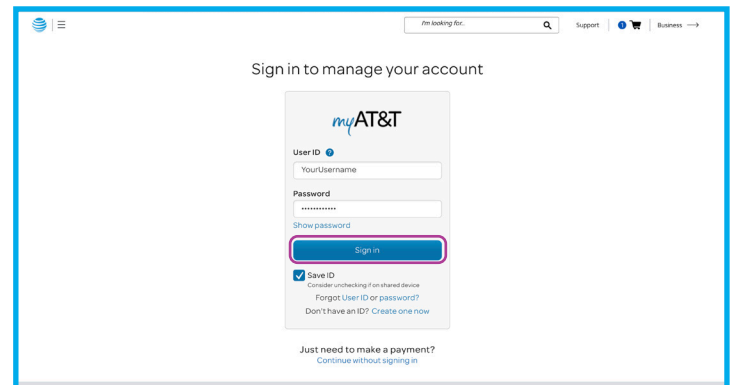 I'm looking for..
Support
1
Business →
Sign in to manage your account
myAT&T
User ID ?
YourUsername
Password
••••••••••••
Show password
Sign in
Save ID
Consider unchecking if on shared device
Forgot User ID or password?
Don't have an ID? Create one now
Just need to make a payment?
Continue without signing in